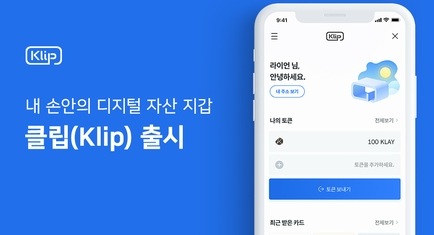 Klip
내 손안의 디지털 자산 지갑
클립(Klip) 출시
9:41
Klip
라이언 님,
안녕하세요.
내 주소 보기
나의 토큰 전체보기 >
100 KLAY
토큰을 추가하세요.
토큰 보내기
최근 받은 카드 전체보기 >